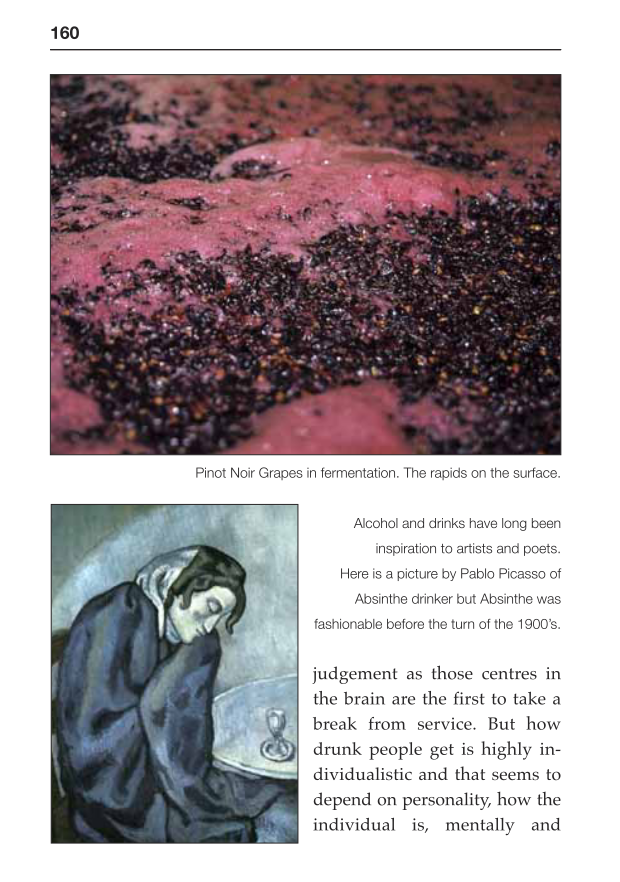 160
Pinot Noir Grapes in fermentation. The rapids on the surface.
Alcohol and drinks have long been
inspiration to artists and poets.
Here is a picture by Pablo Picasso of
Absinthe drinker but Absinthe was
fashionable before the turn of the 1900's.
judgement as those centres in
the brain are the first to take a
break from service. But how
drunk people get is highly in-
dividualistic and that seems to
depend on personality, how the
individual is, mentally and